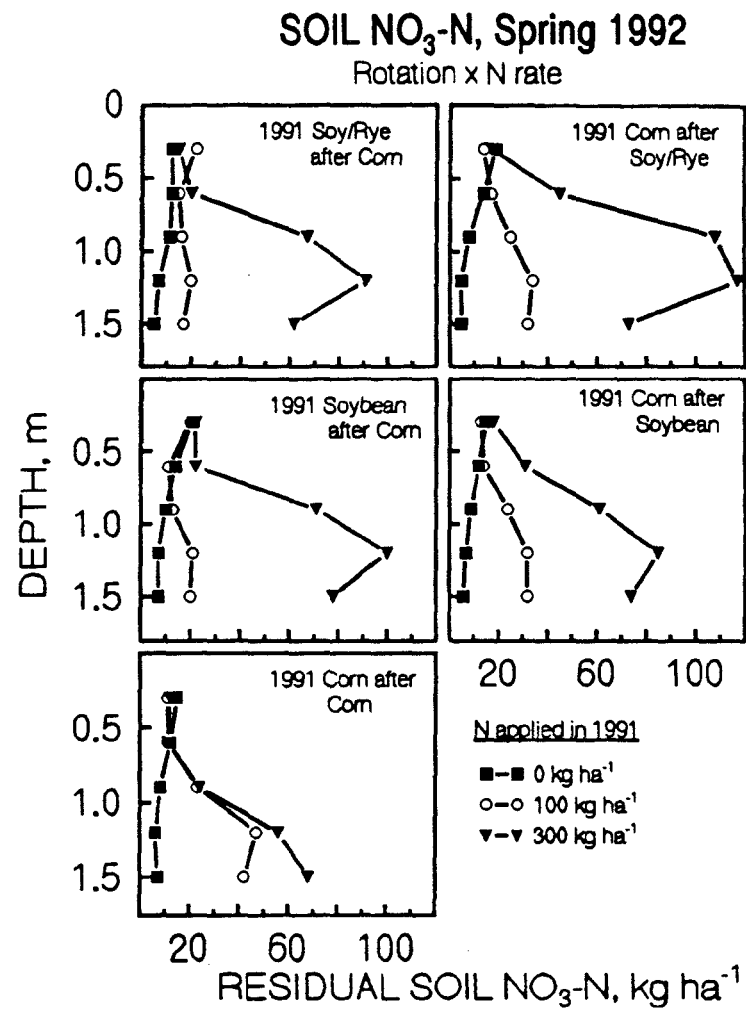 SOIL NO₃-N, Spring 1992
Rotation x N rate
0
1991 Soy/Rye
after Corn
1991 Corn after
Soy/Rye
0.5
1.0
1.5
1991 Soybean
after Corn
1991 Corn after
Soybean
0.5
1.0
1.5
DEPTH, m
20 60 100
1991 Corn after
Corn
0.5
1.0
1.5
N applied in 1991
0 kg ha⁻¹
100 kg ha⁻¹
300 kg ha⁻¹
20 60 100
RESIDUAL SOIL NO₃-N, kg ha⁻¹